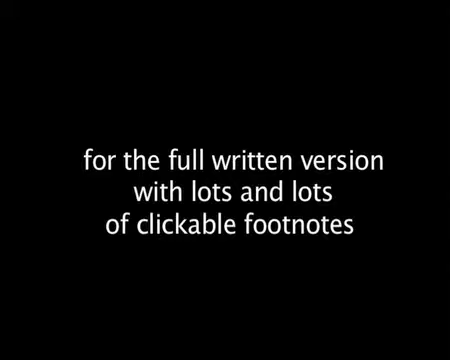 for the full written version
with lots and lots
of clickable footnotes